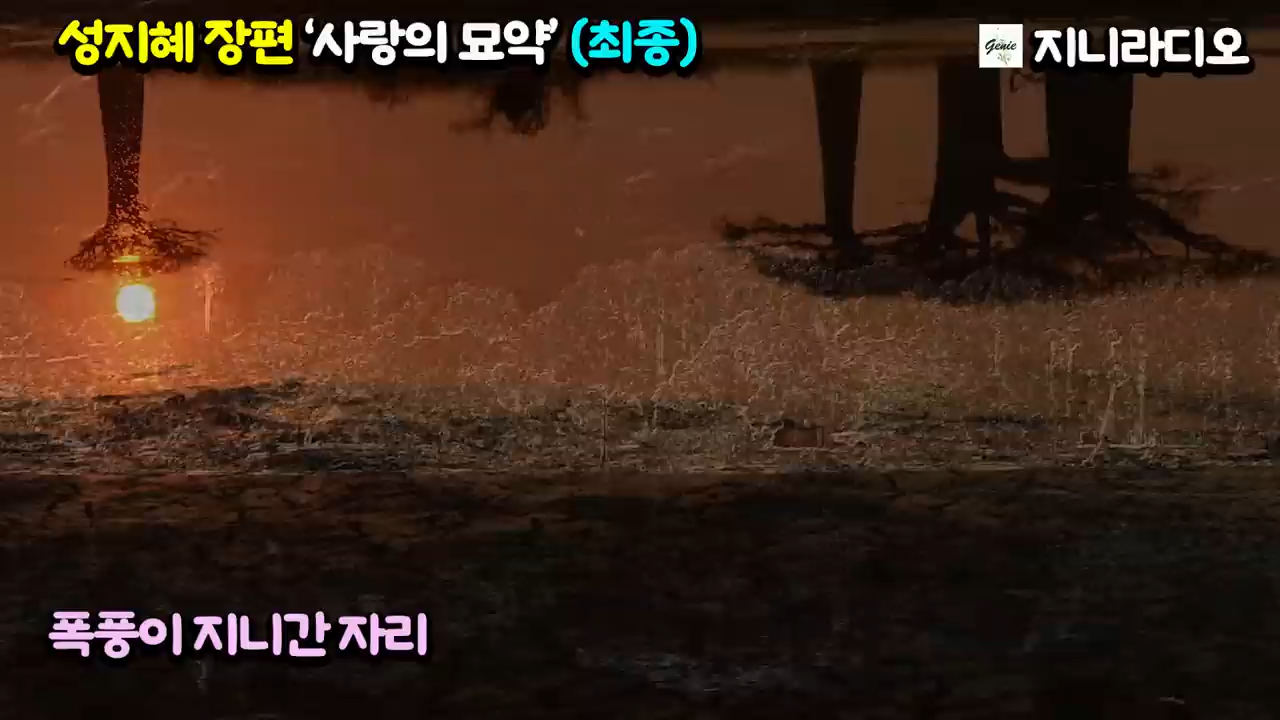 성지혜 장편 ‘사랑의 묘약’ (최종)
Genie 지니라디오
폭풍이 지니간 자리